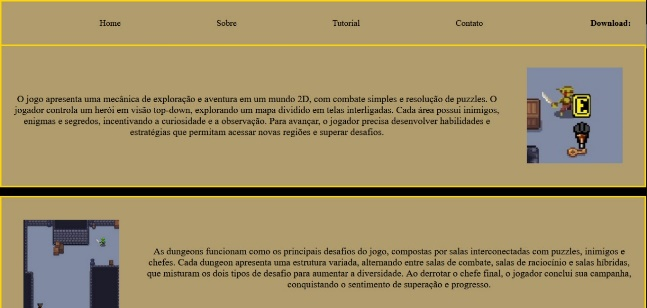 Home Sobre Tutorial Contato Download:
O jogo apresenta uma mecânica de exploração e aventura em um mundo 2D, com combate simples e resolução de puzzles. O
jogador controla um herói em visão top-down, explorando um mapa dividido em telas interligadas. Cada área possui inimigos,
enigmas e segredos, incentivando a curiosidade e a observação. Para avançar, o jogador precisa desenvolver habilidades e
estratégias que permitam acessar novas regiões e superar desafios.
E
As dungeons funcionam como os principais desafios do jogo, compostas por salas interconectadas com puzzles, inimigos e
chefes. Cada dungeon apresenta uma estrutura variada, alternando entre salas de combate, salas de raciocínio e salas híbridas,
que misturam os dois tipos de desafio para aumentar a diversidade. Ao derrotar o chefe final, o jogador conclui sua campanha,
conquistando o sentimento de superação e progresso.